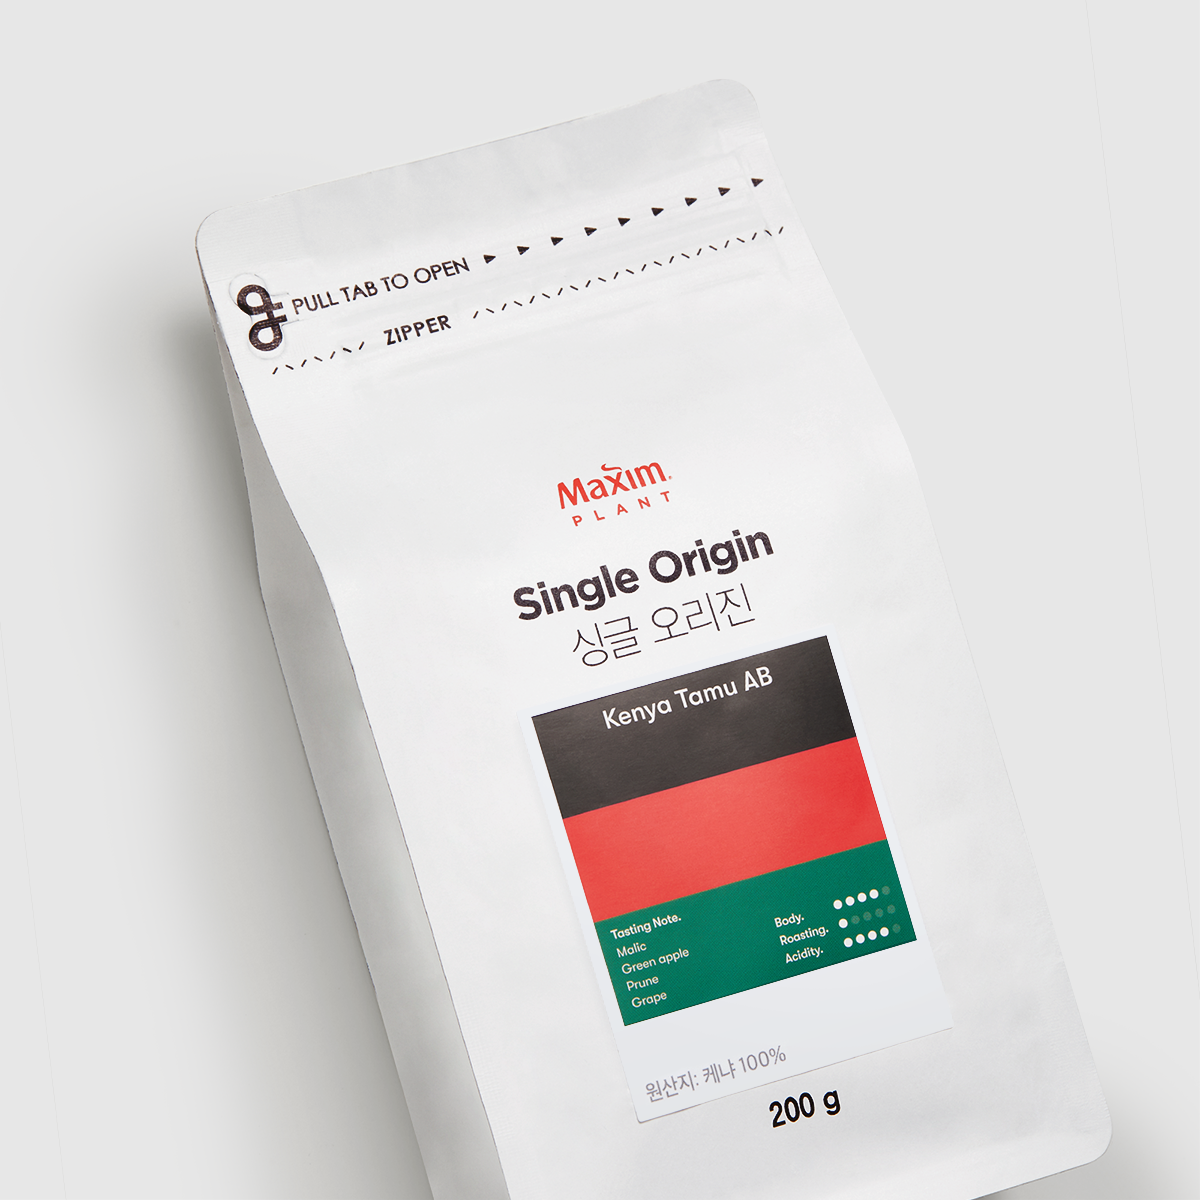 PULL TAB TO OPEN
ZIPPER
Maxim
PLANT
Single Origin
싱글 오리진
Kenya Tamu AB
Tasting Note.
Malic
Green apple
Prune
Grape
Body.
Roasting.
Acidity.
원산지: 케냐 100%
200 g